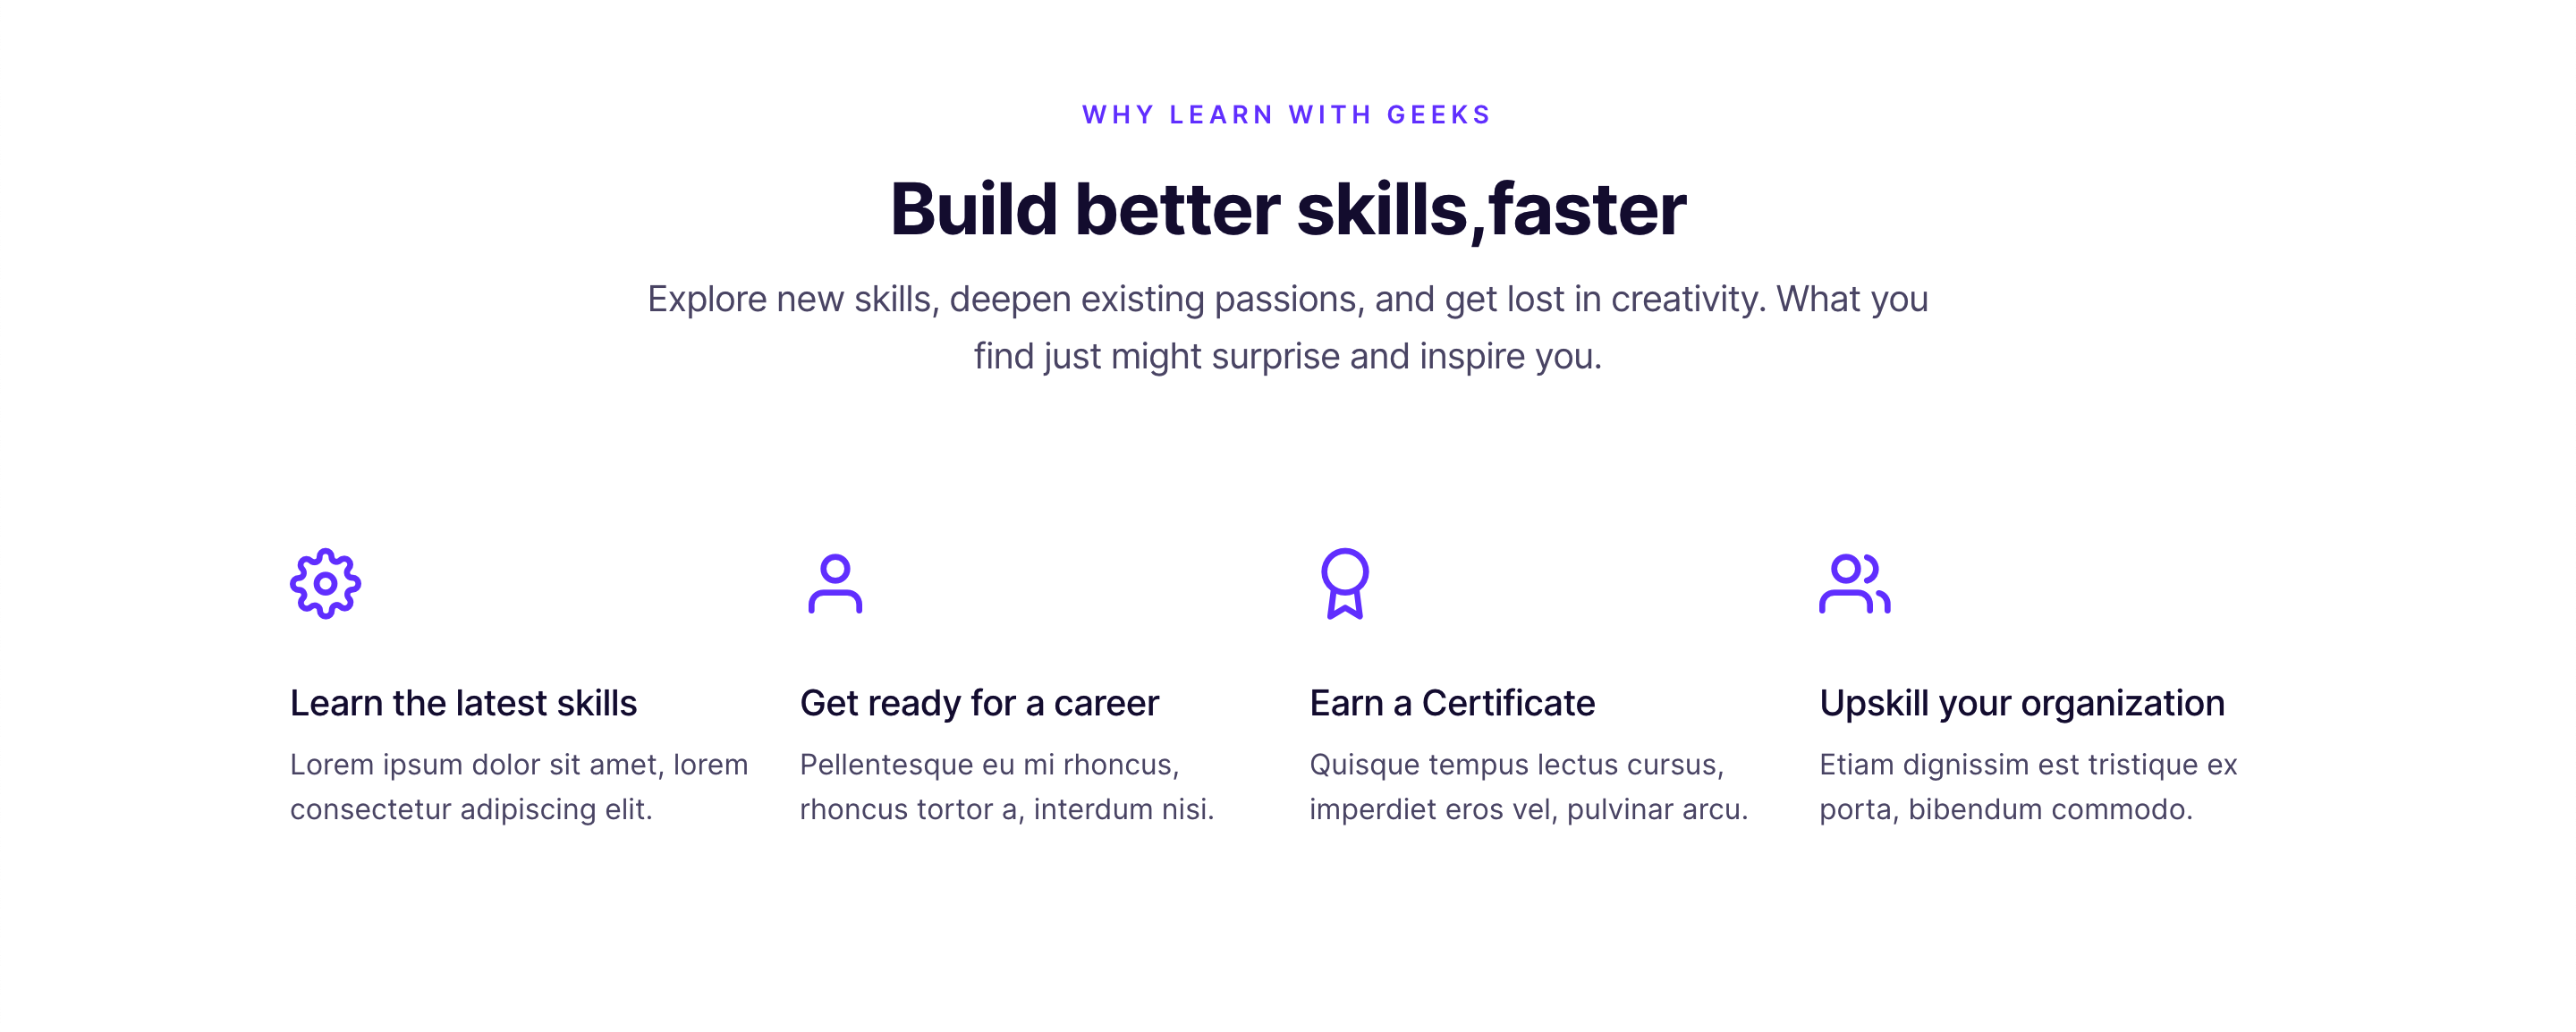 WHY LEARN WITH GEEKS
Build better skills,faster
Explore new skills, deepen existing passions, and get lost in creativity. What you
find just might surprise and inspire you.
Learn the latest skills
Lorem ipsum dolor sit amet, lorem
consectetur adipiscing elit.
Get ready for a career
Pellentesque eu mi rhoncus,
rhoncus tortor a, interdum nisi.
Earn a Certificate
Quisque tempus lectus cursus,
imperdiet eros vel, pulvinar arcu.
Upskill your organization
Etiam dignissim est tristique ex
porta, bibendum commodo.